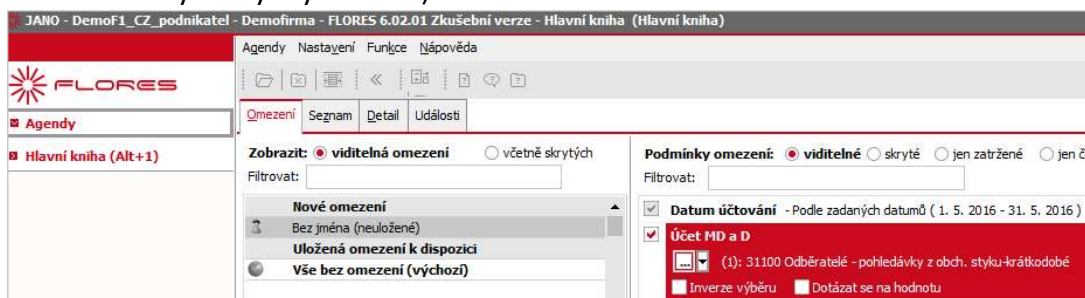 JANO - DemoF1_CZ_podnikatel - Demofirma - FLORES 6.02.01 Zkušební verze - Hlavní kniha (Hlavní kniha)
Agendy Nastavení Funkce Nápověda
FLORES
Agendy
Hlavní kniha (Alt+1)
Omezení Seznam Detail Události
Zobrazit: viditelná omezení včetně skrytých
Filtrovat:
Nové omezení
Bez jména (neuložené)
Uložená omezení k dispozici
Vše bez omezení (výchozí)
Podmínky omezení: viditelné skryté jen zatržené jen č
Filtrovat:
Datum účtování - Podle zadaných datumů ( 1. 5. 2016 - 31. 5. 2016 )
Účet MD a D
... (1): 31100 Odběratelé - pohledávky z obch. styku-krátkodobé
Inverze výběru Dotázat se na hodnotu